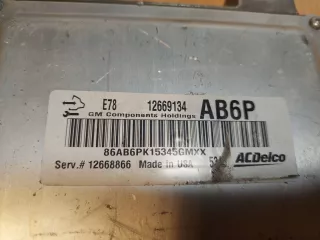 E78 12669134 AB6P
GM Components Holdings
86AB6PK15345GMXX
Serv.# 12668866 Made in USA ACDelco